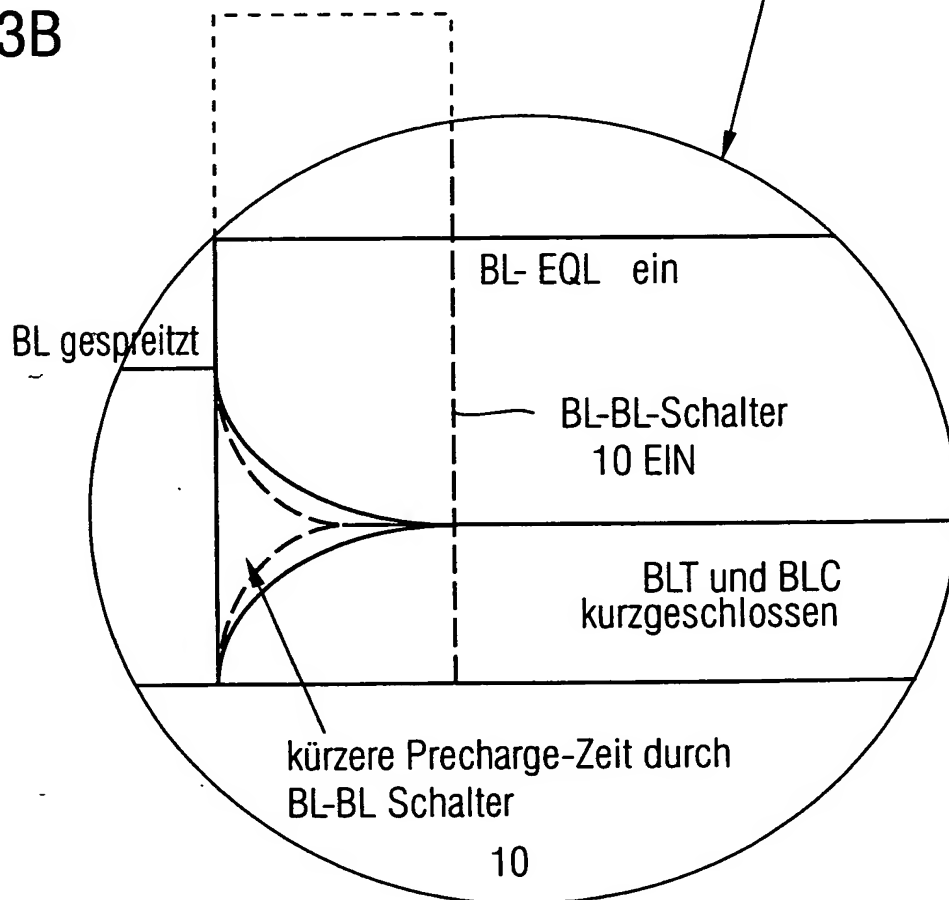 3B
BL- EQL ein
BL gespreitzt
BL-BL-Schalter
10 EIN
BLT und BLC
kurzgeschlossen
kürzere Precharge-Zeit durch
BL-BL Schalter
10